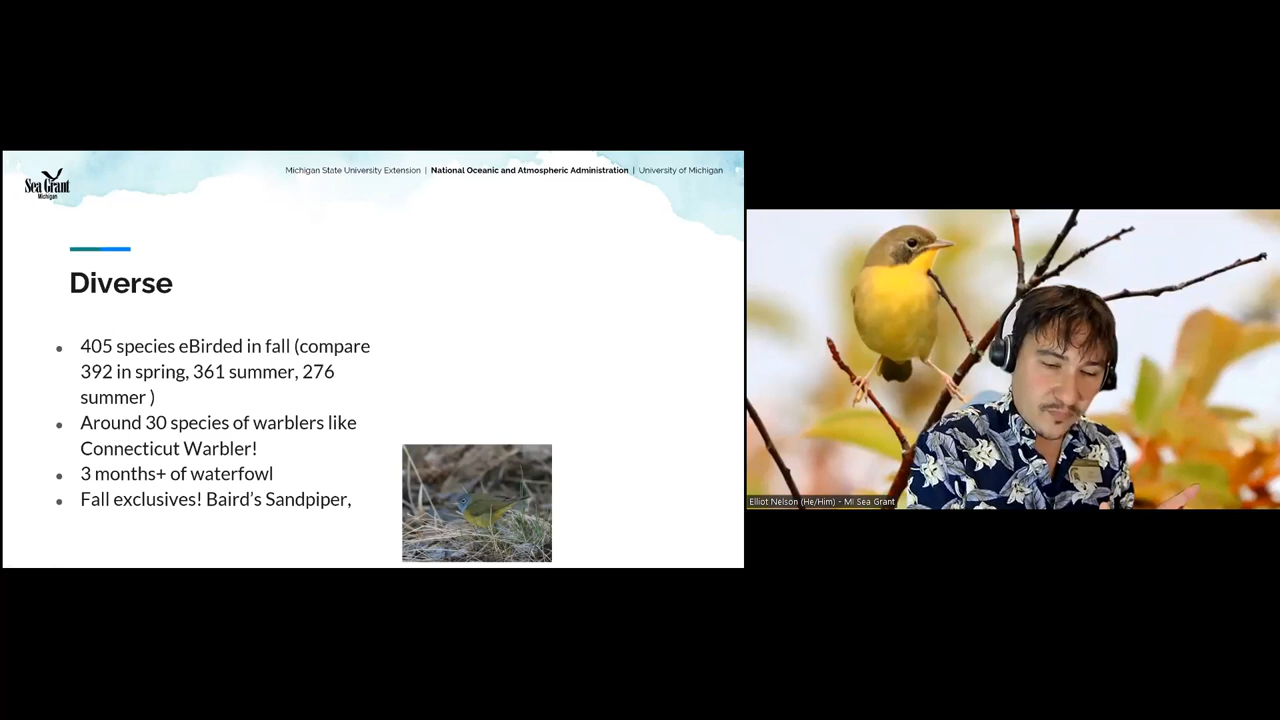 Sea Grant
Michigan
Michigan State University Extension | National Oceanic and Atmospheric Administration | University of Michigan
Diverse
• 405 species eBirded in fall (compare
392 in spring, 361 summer, 276
summer )
• Around 30 species of warblers like
Connecticut Warbler!
• 3 months+ of waterfowl
• Fall exclusives! Baird’s Sandpiper,
Elliot Nelson (He/Him) - MI Sea Grant